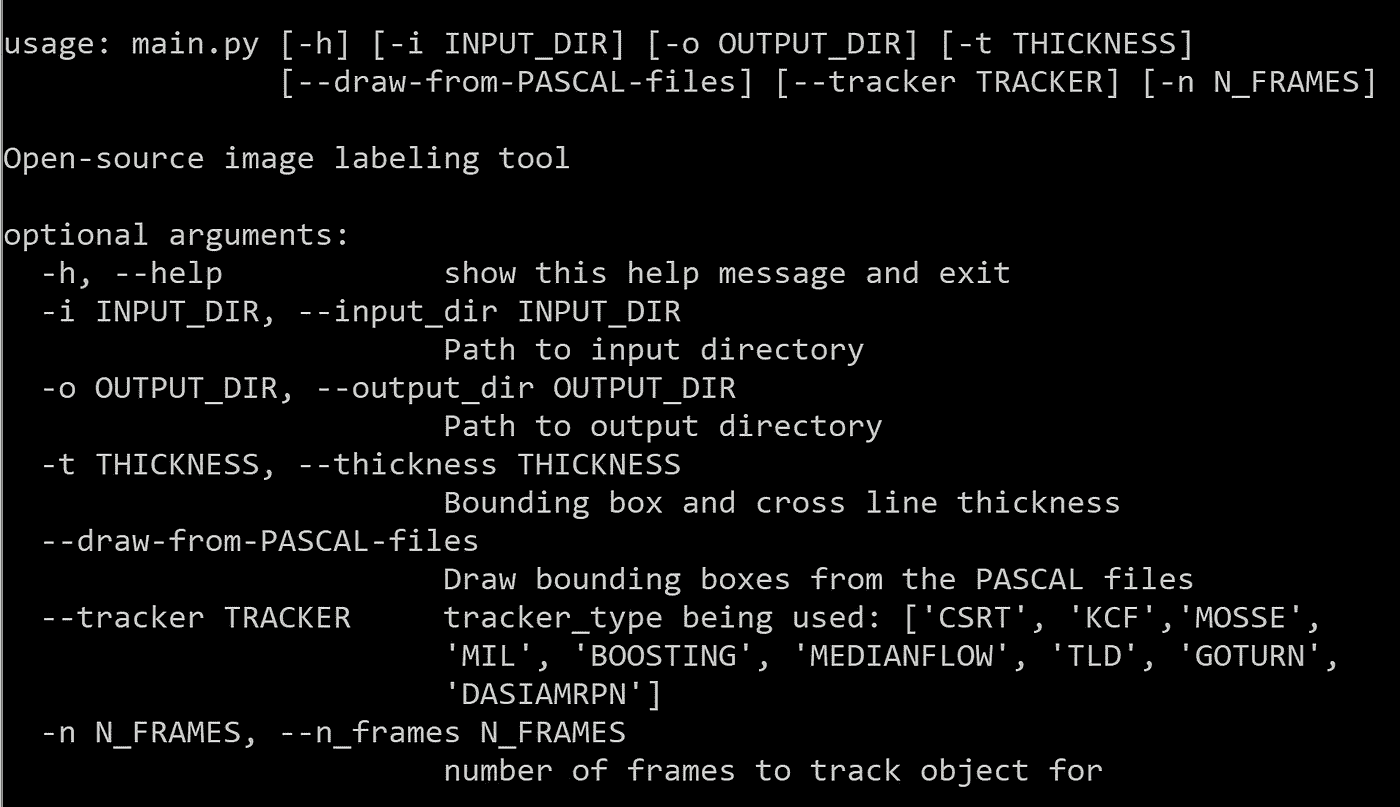 usage: main.py [-h] [-i INPUT_DIR] [-o OUTPUT_DIR] [-t THICKNESS]
[--draw-from-PASCAL-files] [--tracker TRACKER] [-n N_FRAMES]
Open-source image labeling tool
optional arguments:
-h, --help show this help message and exit
-i INPUT_DIR, --input_dir INPUT_DIR
Path to input directory
-o OUTPUT_DIR, --output_dir OUTPUT_DIR
Path to output directory
-t THICKNESS, --thickness THICKNESS
Bounding box and cross line thickness
--draw-from-PASCAL-files
Draw bounding boxes from the PASCAL files
--tracker TRACKER tracker_type being used: ['CSRT', 'KCF','MOSSE',
'MIL', 'BOOSTING', 'MEDIANFLOW', 'TLD', 'GOTURN',
'DASIAMRPN']
-n N_FRAMES, --n_frames N_FRAMES
number of frames to track object for